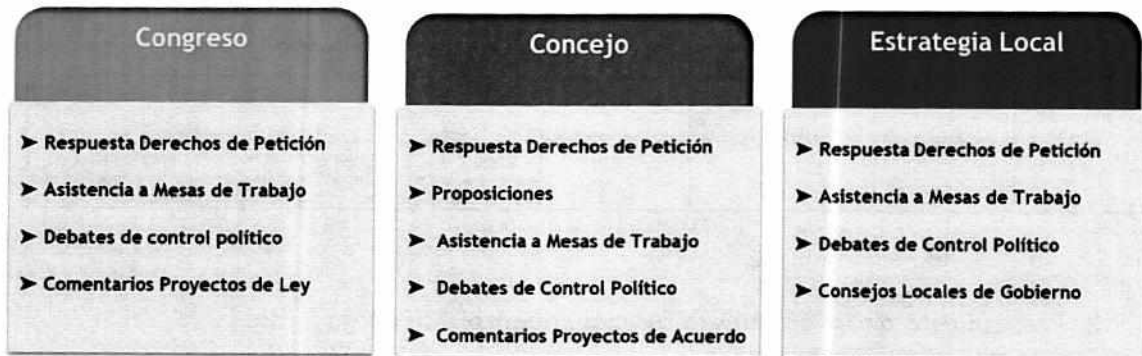 Congreso
➤ Respuesta Derechos de Petición
➤ Asistencia a Mesas de Trabajo
➤ Debates de control político
➤ Comentarios Proyectos de Ley
Concejo
➤ Respuesta Derechos de Petición
➤ Proposiciones
➤ Asistencia a Mesas de Trabajo
➤ Debates de Control Político
➤ Comentarios Proyectos de Acuerdo
Estrategia Local
➤ Respuesta Derechos de Petición
➤ Asistencia a Mesas de Trabajo
➤ Debates de Control Político
➤ Consejos Locales de Gobierno